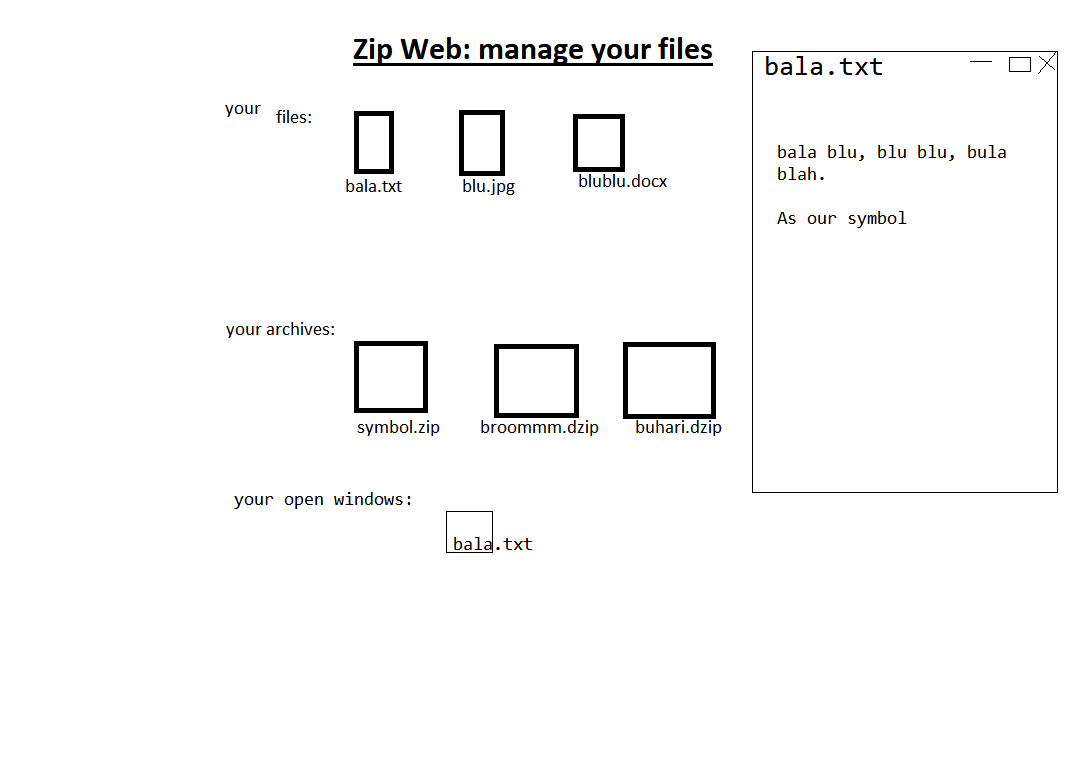 Zip Web: manage your files
your files:
bala.txt
blu.jpg
blublu.docx
your archives:
symbol.zip
broommm.dzip
buhari.dzip
your open windows:
bala.txt
bala.txt
bala blu, blu blu, bula
blah.
As our symbol